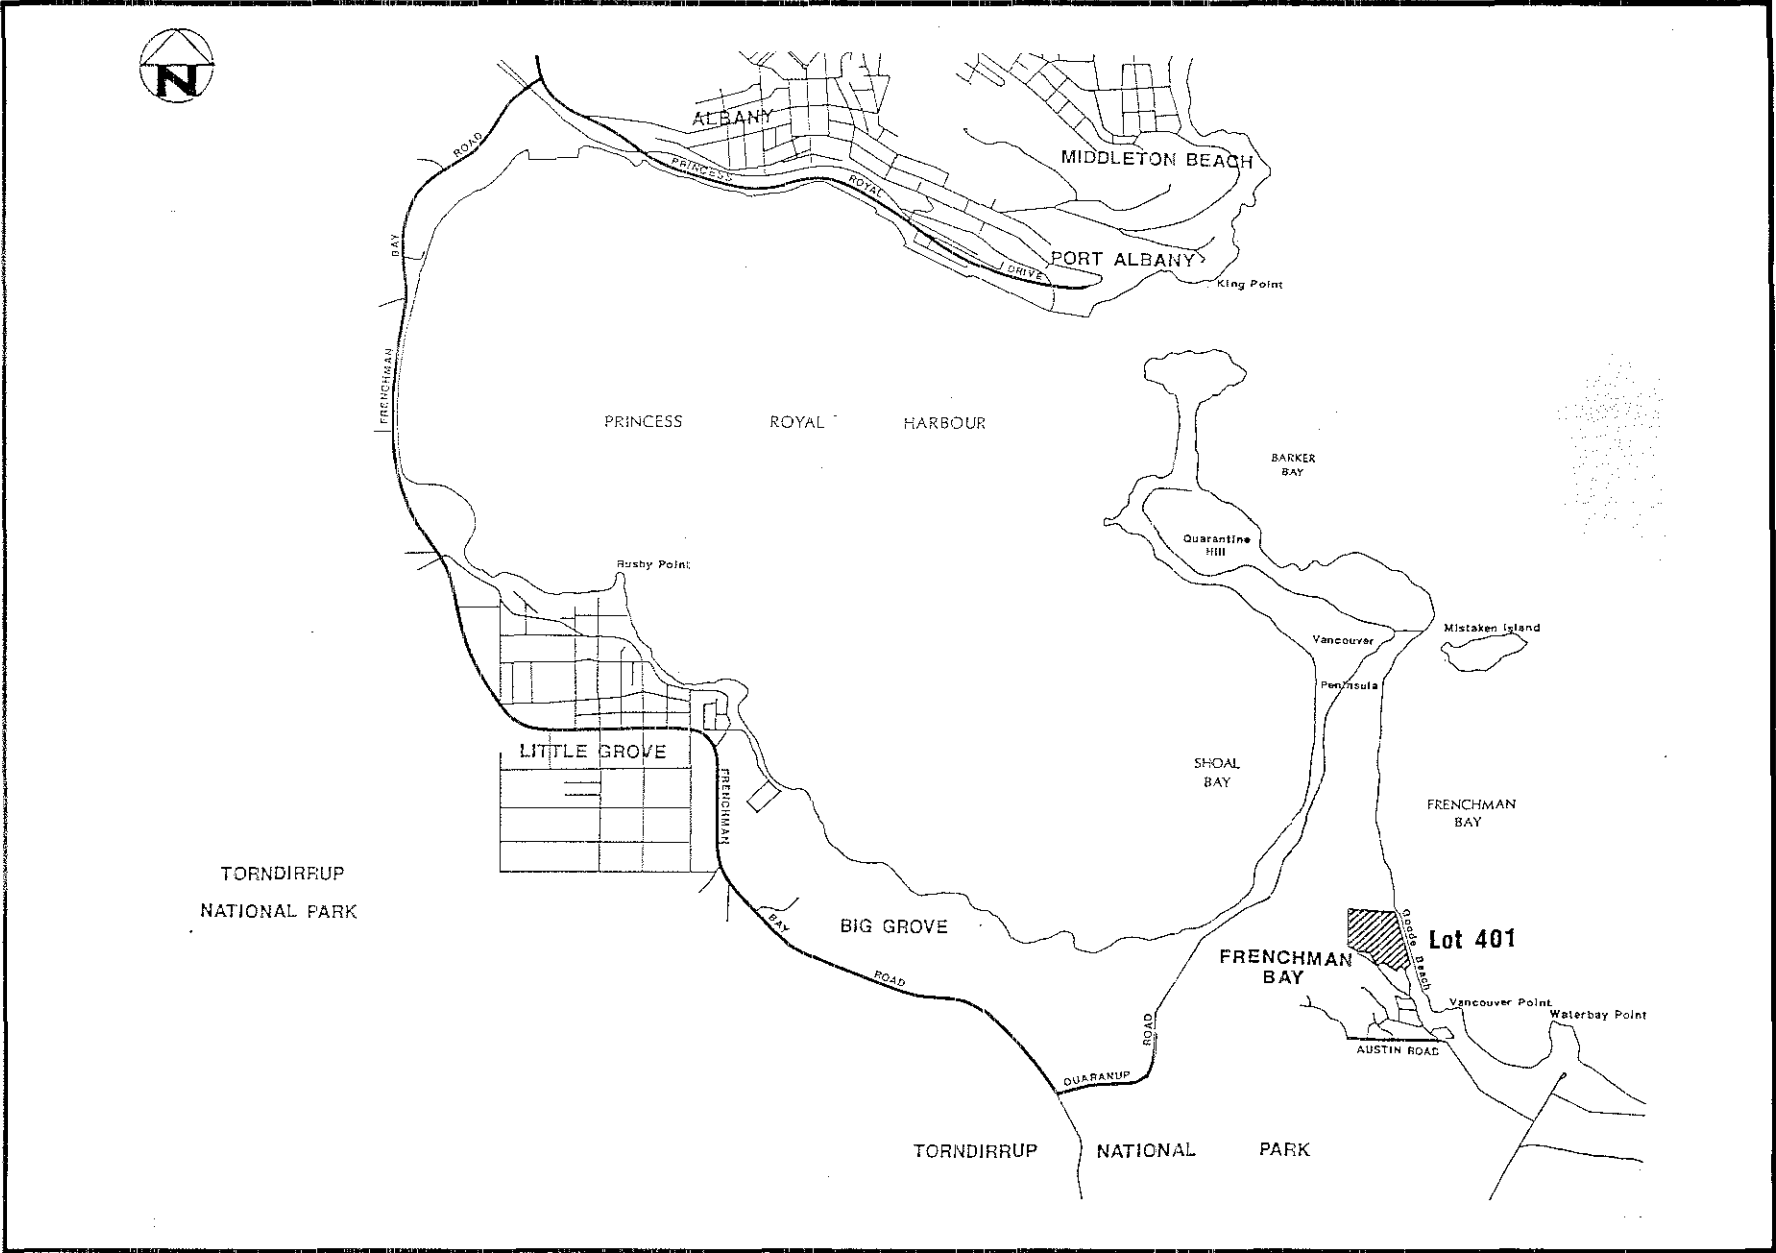 N
ALBANY
MIDDLETON BEACH
ROAD
PRINCESS
ROYAL
DRIVE
BAY
PORT ALBANY
King Point
FRENCHMAN
PRINCESS ROYAL HARBOUR
BARKER
BAY
Quarantine
Hill
Rusby Point
Mistaken Island
Vancouver
Peninsula
LITTLE GROVE
SHOAL
BAY
FRENCHMAN
FRENCHMAN
BAY
TORNDIRRUP
NATIONAL PARK
BIG GROVE
BAY
ROAD
Goode Beach
Lot 401
FRENCHMAN
BAY
Vancouver Point
Waterbay Point
ROAD
AUSTIN ROAD
QUARANUP
TORNDIRRUP NATIONAL PARK